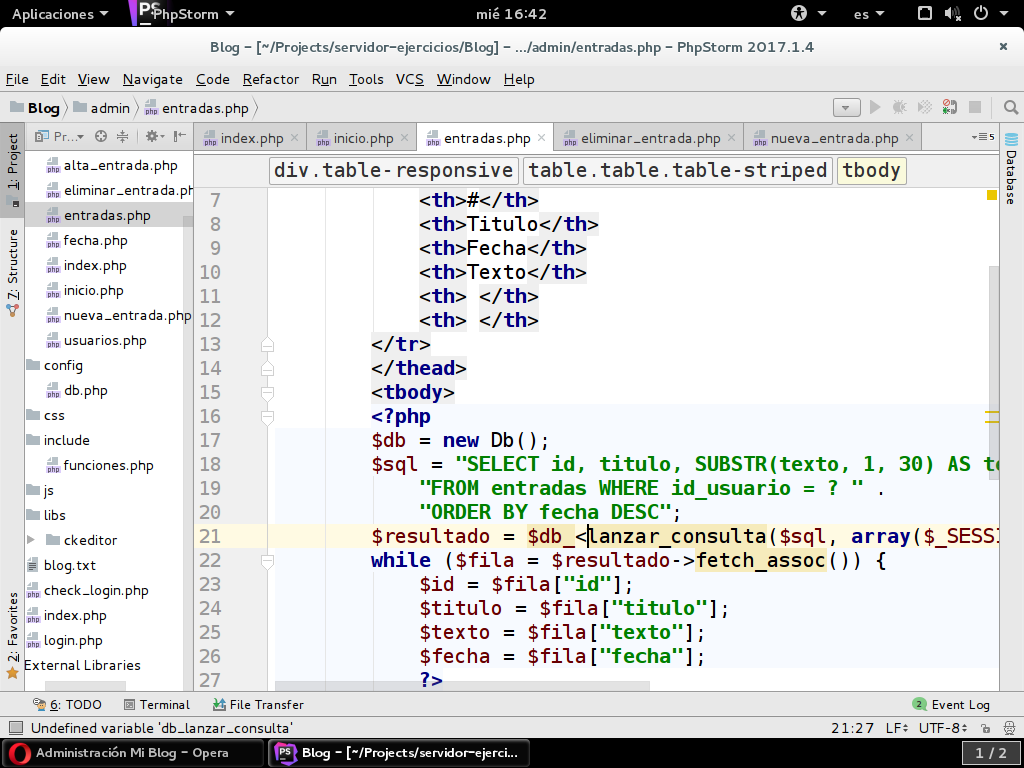 Aplicaciones
PhpStorm
mié 16:42
es
Blog – [~/Projects/servidor-ejercicios/Blog] – .../admin/entradas.php – PhpStorm 2017.1.4
File Edit View Navigate Code Refactor Run Tools VCS Window Help
Blog admin entradas.php
1: Project
7: Structure
2: Favorites
Pr...
index.php inicio.php entradas.php eliminar_entrada.php nueva_entrada.php
5
Database
alta_entrada.php
eliminar_entrada.ph
entradas.php
fecha.php
index.php
inicio.php
nueva_entrada.php
usuarios.php
config
db.php
css
include
funciones.php
js
libs
ckeditor
blog.txt
check_login.php
index.php
login.php
External Libraries
div.table-responsive table.table.table-striped tbody
7 <th>#</th>
8 <th>Titulo</th>
9 <th>Fecha</th>
10 <th>Texto</th>
11 <th> </th>
12 <th> </th>
13 </tr>
14 </thead>
15 <tbody>
16 <?php
17 $db = new Db();
18 $sql = "SELECT id, titulo, SUBSTR(texto, 1, 30) AS te
19 "FROM entradas WHERE id_usuario = ? " .
20 "ORDER BY fecha DESC";
21 $resultado = $db_<lanzar_consulta($sql, array($_SESSI
22 while ($fila = $resultado->fetch_assoc()) {
23 $id = $fila["id"];
24 $titulo = $fila["titulo"];
25 $texto = $fila["texto"];
26 $fecha = $fila["fecha"];
27 ?>
6: TODO Terminal File Transfer
2 Event Log
Undefined variable 'db_lanzar_consulta'
21:27 LF UTF-8
Administración Mi Blog – Opera
Blog – [~/Projects/servidor-ejerci...
1 / 2